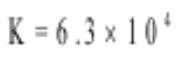 K = 6.3 × 10⁴